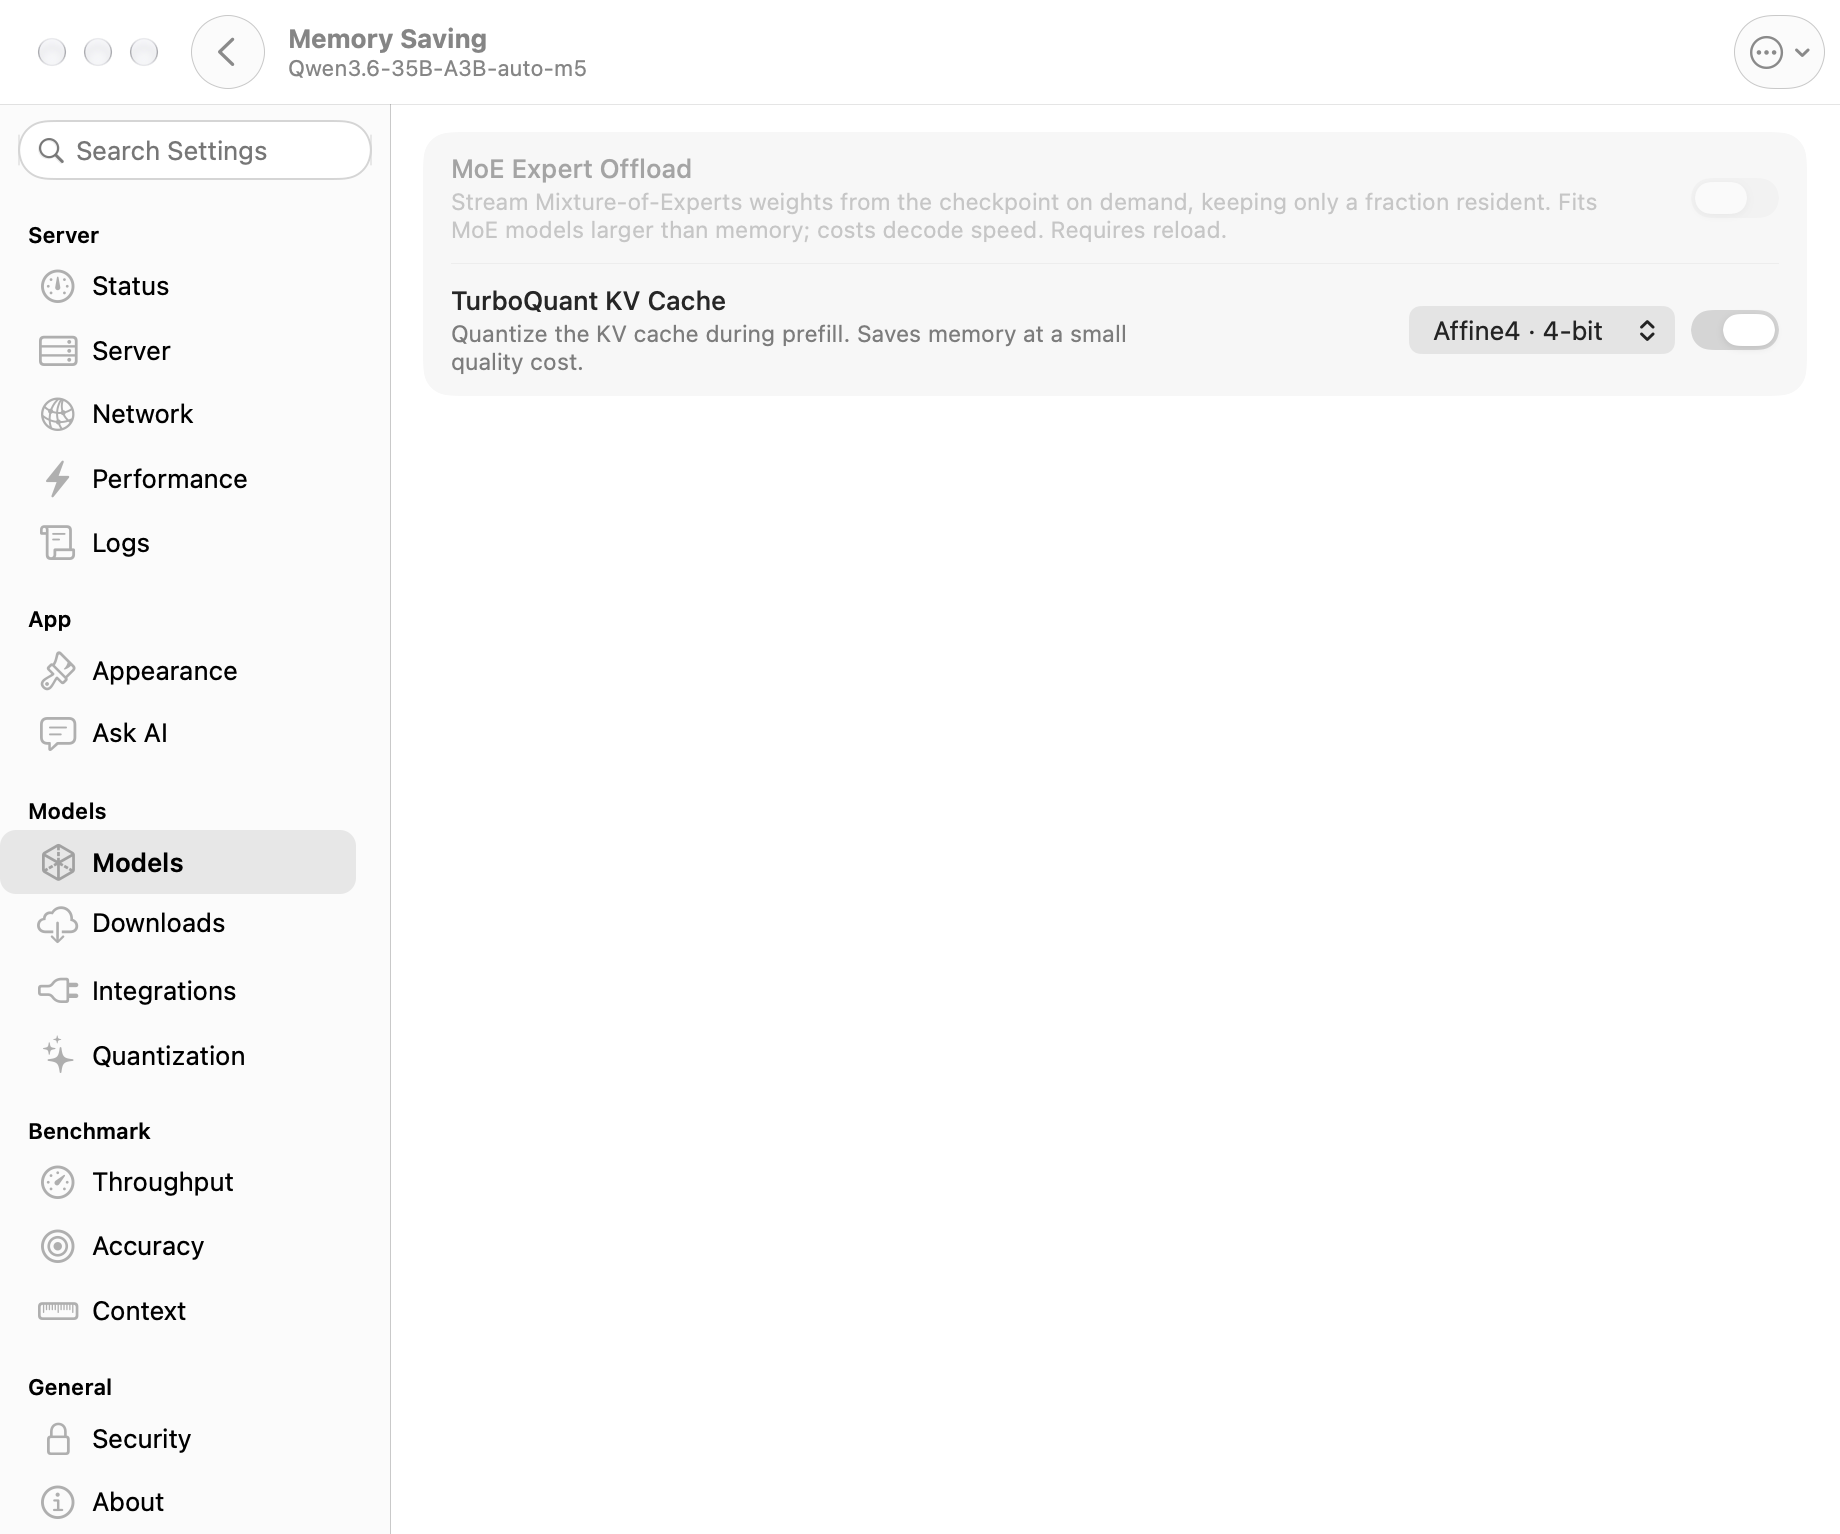 Memory Saving
Qwen3.6-35B-A3B-auto-m5
Search Settings
Server
Status
Server
Network
Performance
Logs
App
Appearance
Ask AI
Models
Models
Downloads
Integrations
Quantization
Benchmark
Throughput
Accuracy
Context
General
Security
About
MoE Expert Offload
Stream Mixture-of-Experts weights from the checkpoint on demand, keeping only a fraction resident. Fits
MoE models larger than memory; costs decode speed. Requires reload.
TurboQuant KV Cache
Quantize the KV cache during prefill. Saves memory at a small
quality cost.
Affine4 · 4-bit